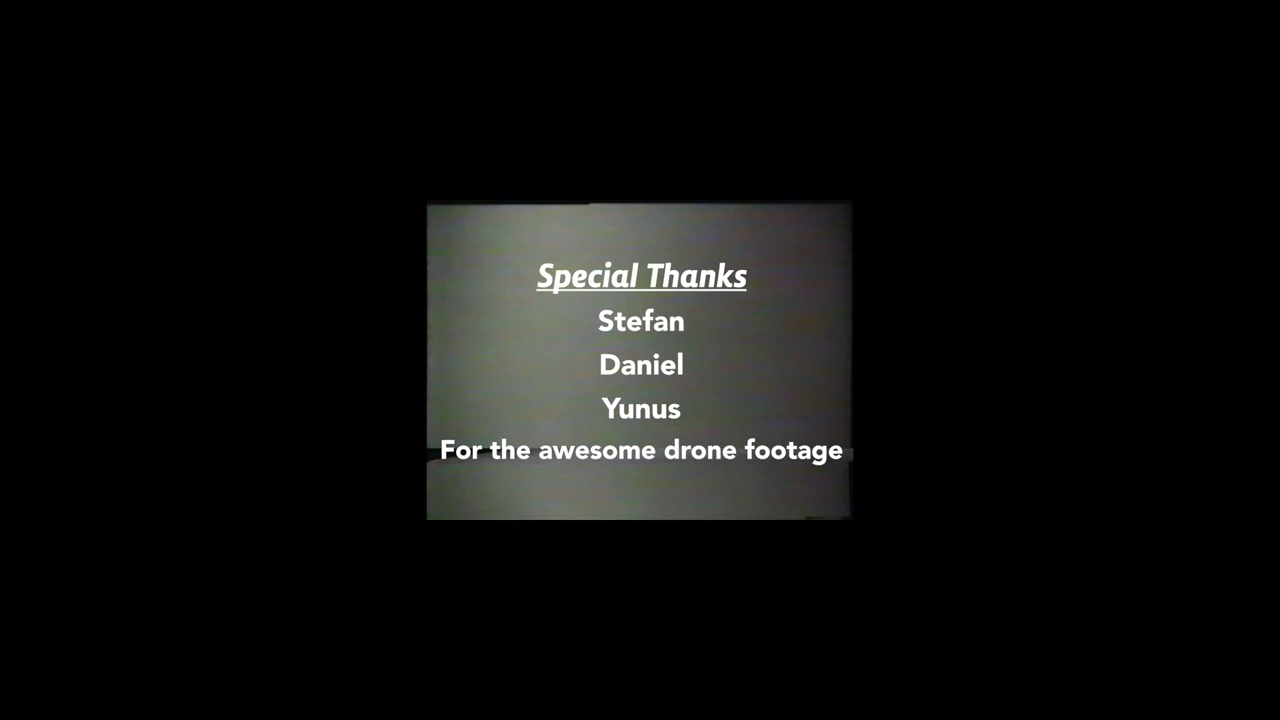 Special Thanks
Stefan
Daniel
Yunus
For the awesome drone footage